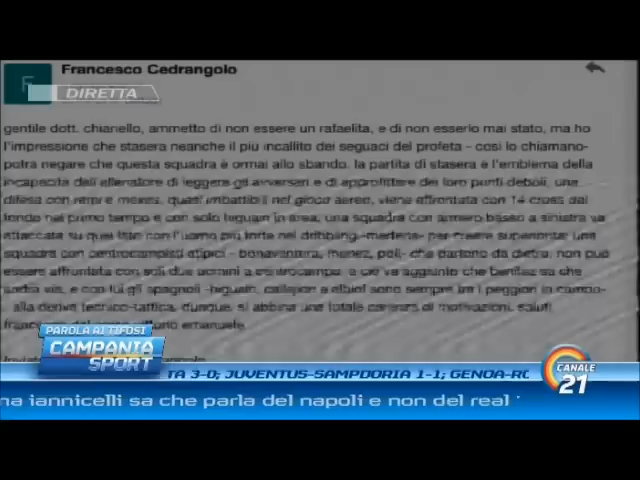 Francesco Cedrangolo
F
DIRETTA
gentile dott. chianello, ammetto di non essere un rafaelita, e di non esserlo mai stato, ma ho
l'impressione che stasera neanche il più incallito dei seguaci del profeta - così lo chiamano-
potrà negare che questa squadra è ormai allo sbando. la partita di stasera è l'emblema della
incapacità dell'allenatore di leggere gli avversari e di approfittare dei loro punti deboli. una
difesa con rami e mexes, quasi imbattibili nel gioco aereo, viene affrontata con 14 cross dal
fondo nel primo tempo e con solo higuain in area, una squadra con armero basso a sinistra va
attaccata su quel lato con l'uomo più forte nel dribbling -mertens- per creare superiorità. una
squadra con centrocampisti atipici - bonaventura, menez, poli- che partono da dietro, non può
essere affrontata con soli due uomini a centrocampo. e c'è da aggiungere che benitez sa che
andrà via, e con lui gli spagnoli -higuain, callejon e albiol sono sempre tra i peggiori in campo-
alla deriva tecnico-tattica, dunque, si abbina una totale carenza di motivazioni. saluti
emanuele
PAROLA AI TIFOSI
CAMPANIA
SPORT
TA 3-0; JUVENTUS-SAMPDORIA 1-1; GENOA-RO
CANALE
21
na iannicelli sa che parla del napoli e non del real